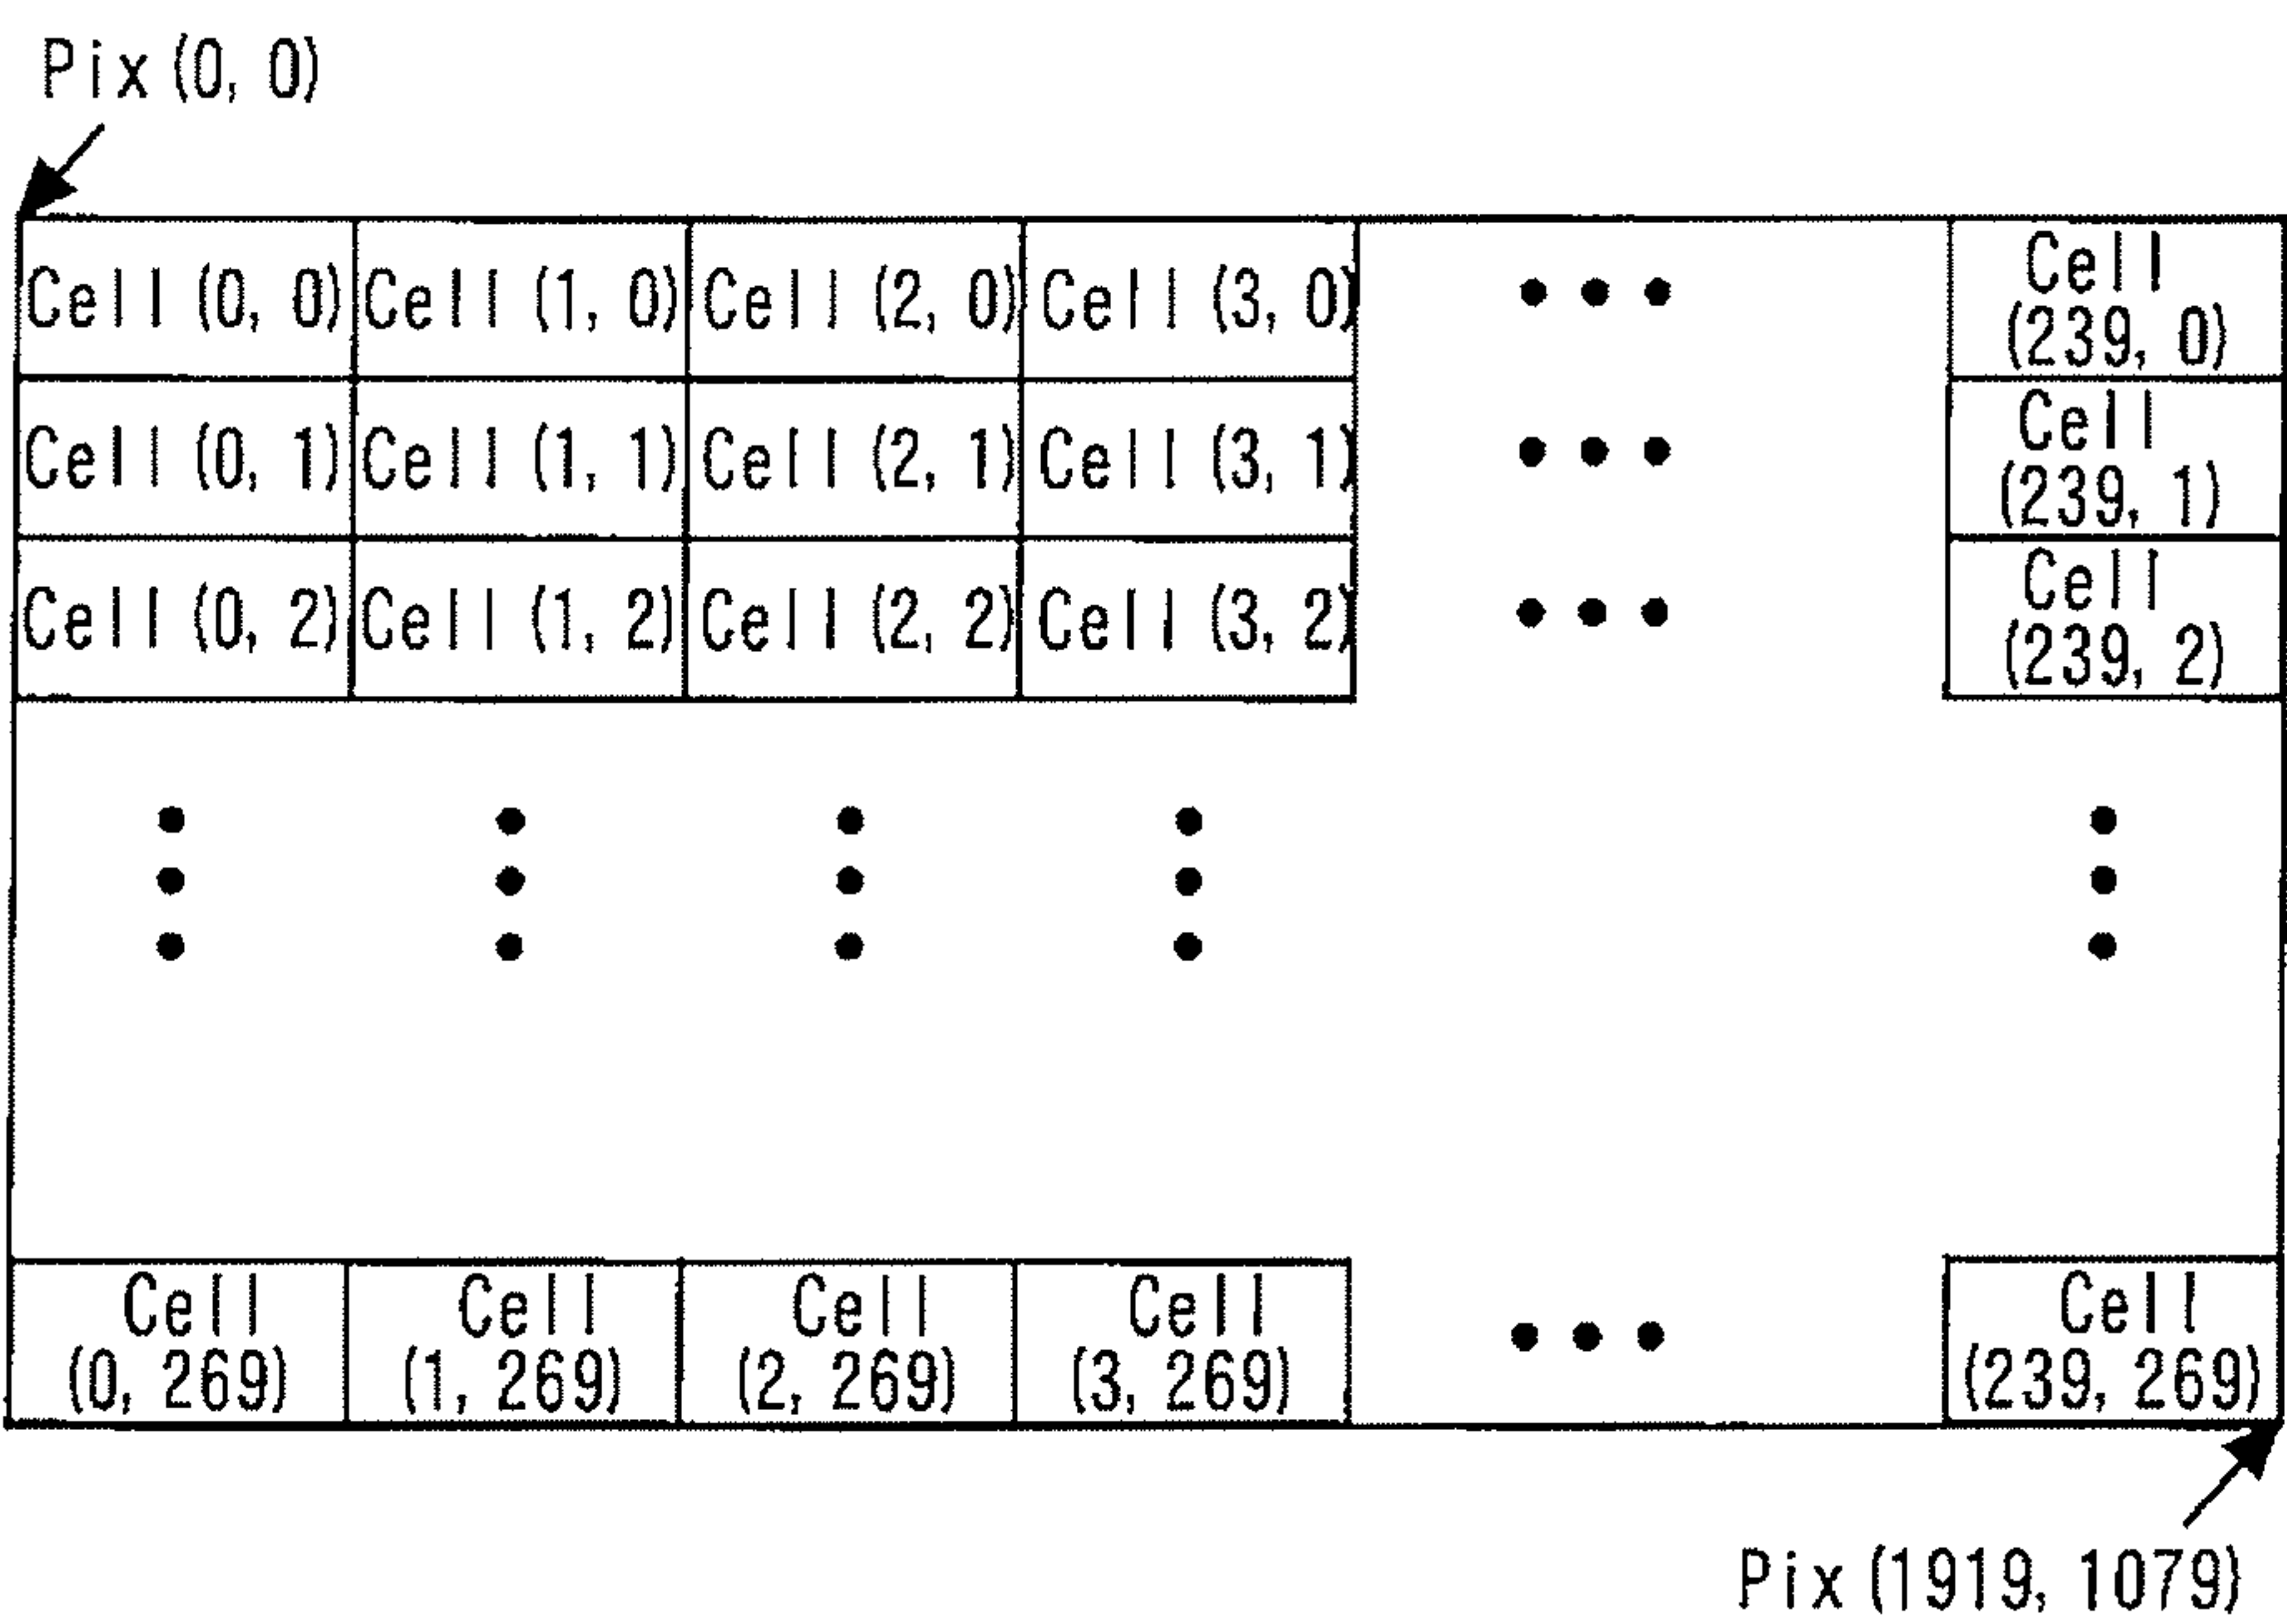 Pix(0, 0)
Cell(0, 0) Cell(1, 0) Cell(2, 0) Cell(3, 0) Cell
(239, 0)
Cell(0, 1) Cell(1, 1) Cell(2, 1) Cell(3, 1) Cell
(239, 1)
Cell(0, 2) Cell(1, 2) Cell(2, 2) Cell(3, 2) Cell
(239, 2)
Cell Cell Cell Cell Cell
(0, 269) (1, 269) (2, 269) (3, 269) (239, 269)
Pix(1919, 1079)